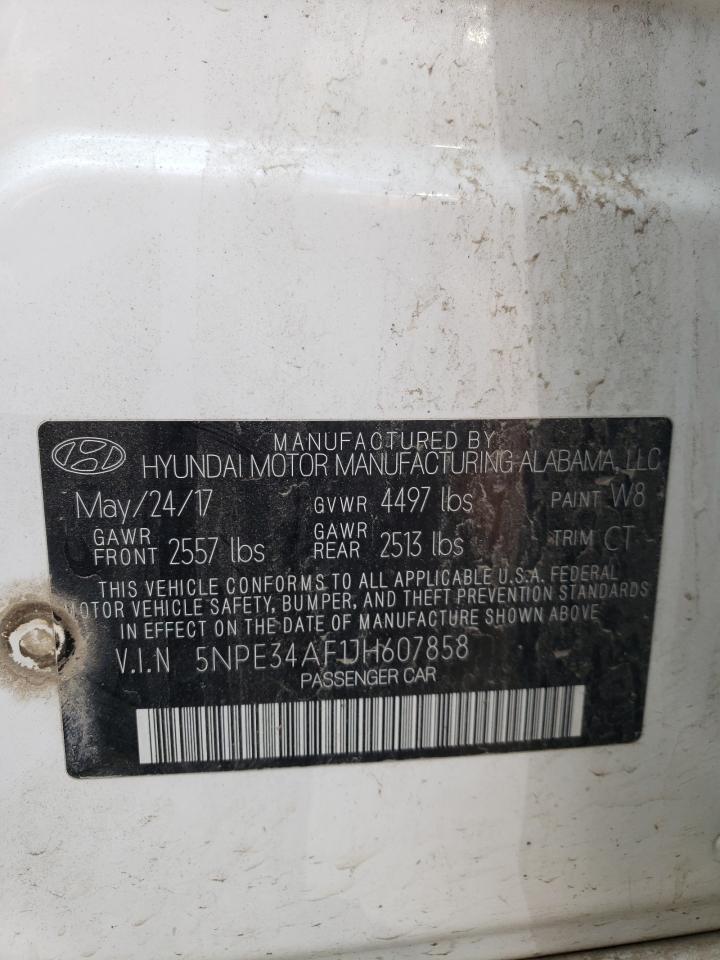 MANUFACTURED BY
HYUNDAI MOTOR MANUFACTURING ALABAMA, LLC
May/24/17 GVWR 4497 lbs PAINT W8
GAWR FRONT 2557 lbs GAWR REAR 2513 lbs TRIM CT
THIS VEHICLE CONFORMS TO ALL APPLICABLE U.S.A. FEDERAL
MOTOR VEHICLE SAFETY, BUMPER, AND THEFT PREVENTION STANDARDS
IN EFFECT ON THE DATE OF MANUFACTURE SHOWN ABOVE
V.I.N 5NPE34AF1JH607858
PASSENGER CAR